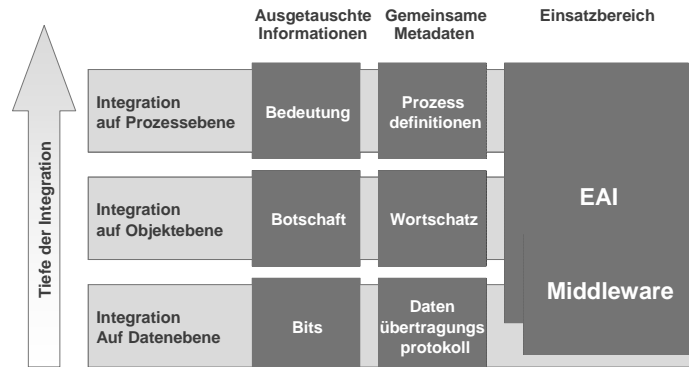 Ausgetauschte Informationen
Gemeinsame Metadaten
Einsatzbereich
Tiefe der Integration
Integration
auf Prozessebene
Bedeutung
Prozess
definitionen
EAI
Integration
auf Objektebene
Botschaft
Wortschatz
Middleware
Integration
Auf Datenebene
Bits
Daten
übertragungs
protokoll